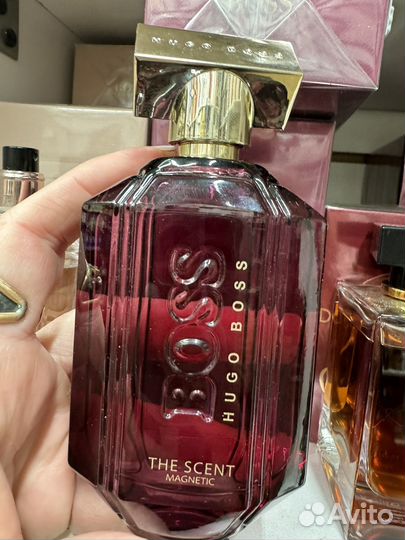 HUGO BOSS
BOSS
HUGO BOSS
THE SCENT
MAGNETIC
Avito